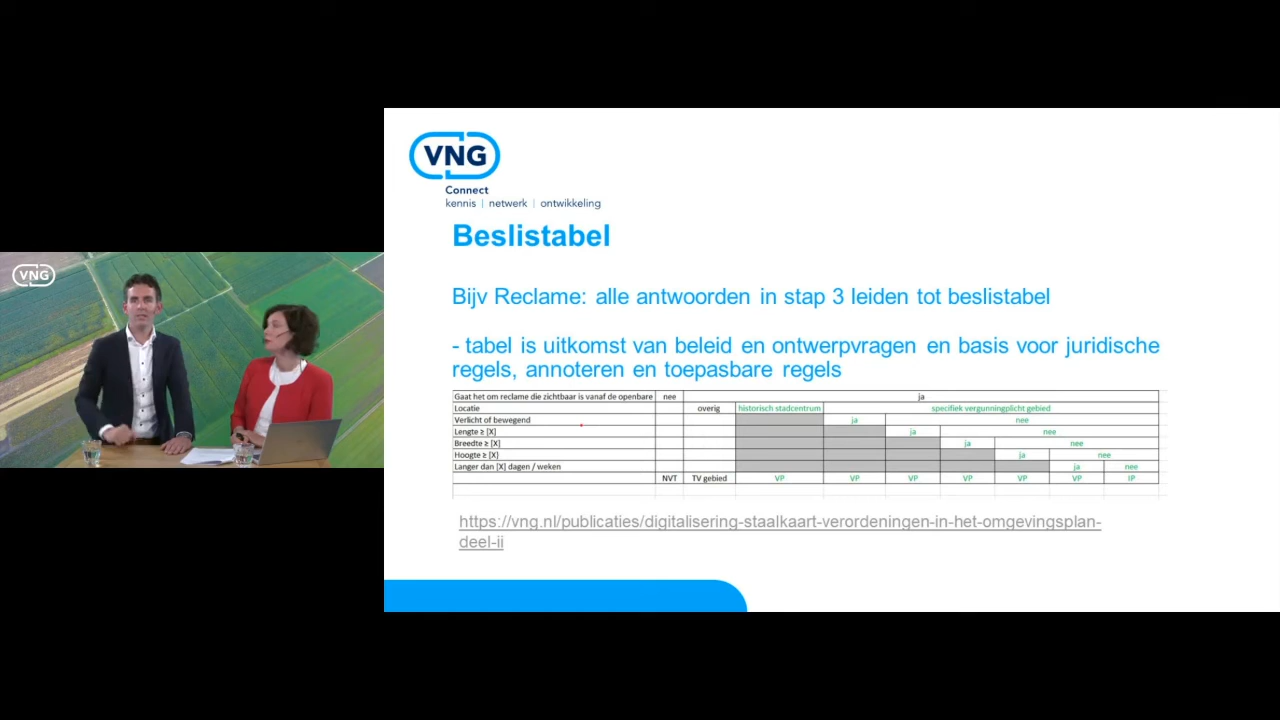 VNG
Connect
kennis | netwerk | ontwikkeling
Beslistabel
Bijv Reclame: alle antwoorden in stap 3 leiden tot beslistabel
- tabel is uitkomst van beleid en ontwerpvragen en basis voor juridische
regels, annoteren en toepasbare regels
Gaat het om reclame die zichtbaar is vanaf de openbare nee ja
Locatie overig historisch stadcentrum specifiek vergunningplicht gebied
Verlicht of bewegend ja nee
Lengte ≥ [X] ja nee
Breedte ≥ [X] ja nee
Hoogte ≥ [X) ja nee
Langer dan [X] dagen / weken ja nee
NVT TV gebied VP VP VP VP VP VP IP
https://vng.nl/publicaties/digitalisering-staalkaart-verordeningen-in-het-omgevingsplan-
deel-ii
VNG